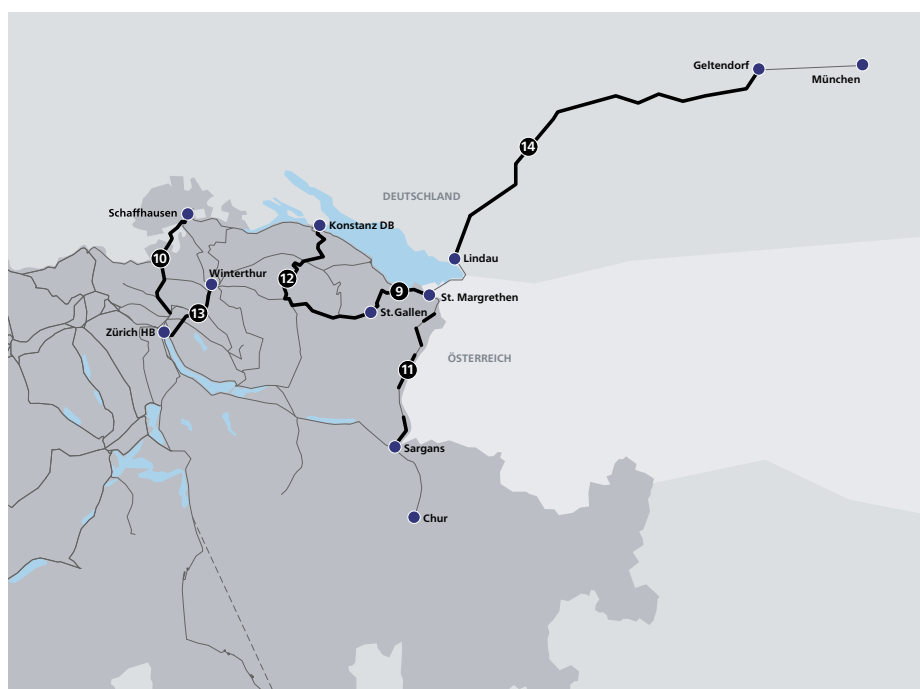 Geltendorf
München
14
DEUTSCHLAND
Schaffhausen
Konstanz DB
10
Lindau
Winterthur
12
9
St. Margrethen
13
St.Gallen
Zürich HB
ÖSTERREICH
11
Sargans
Chur